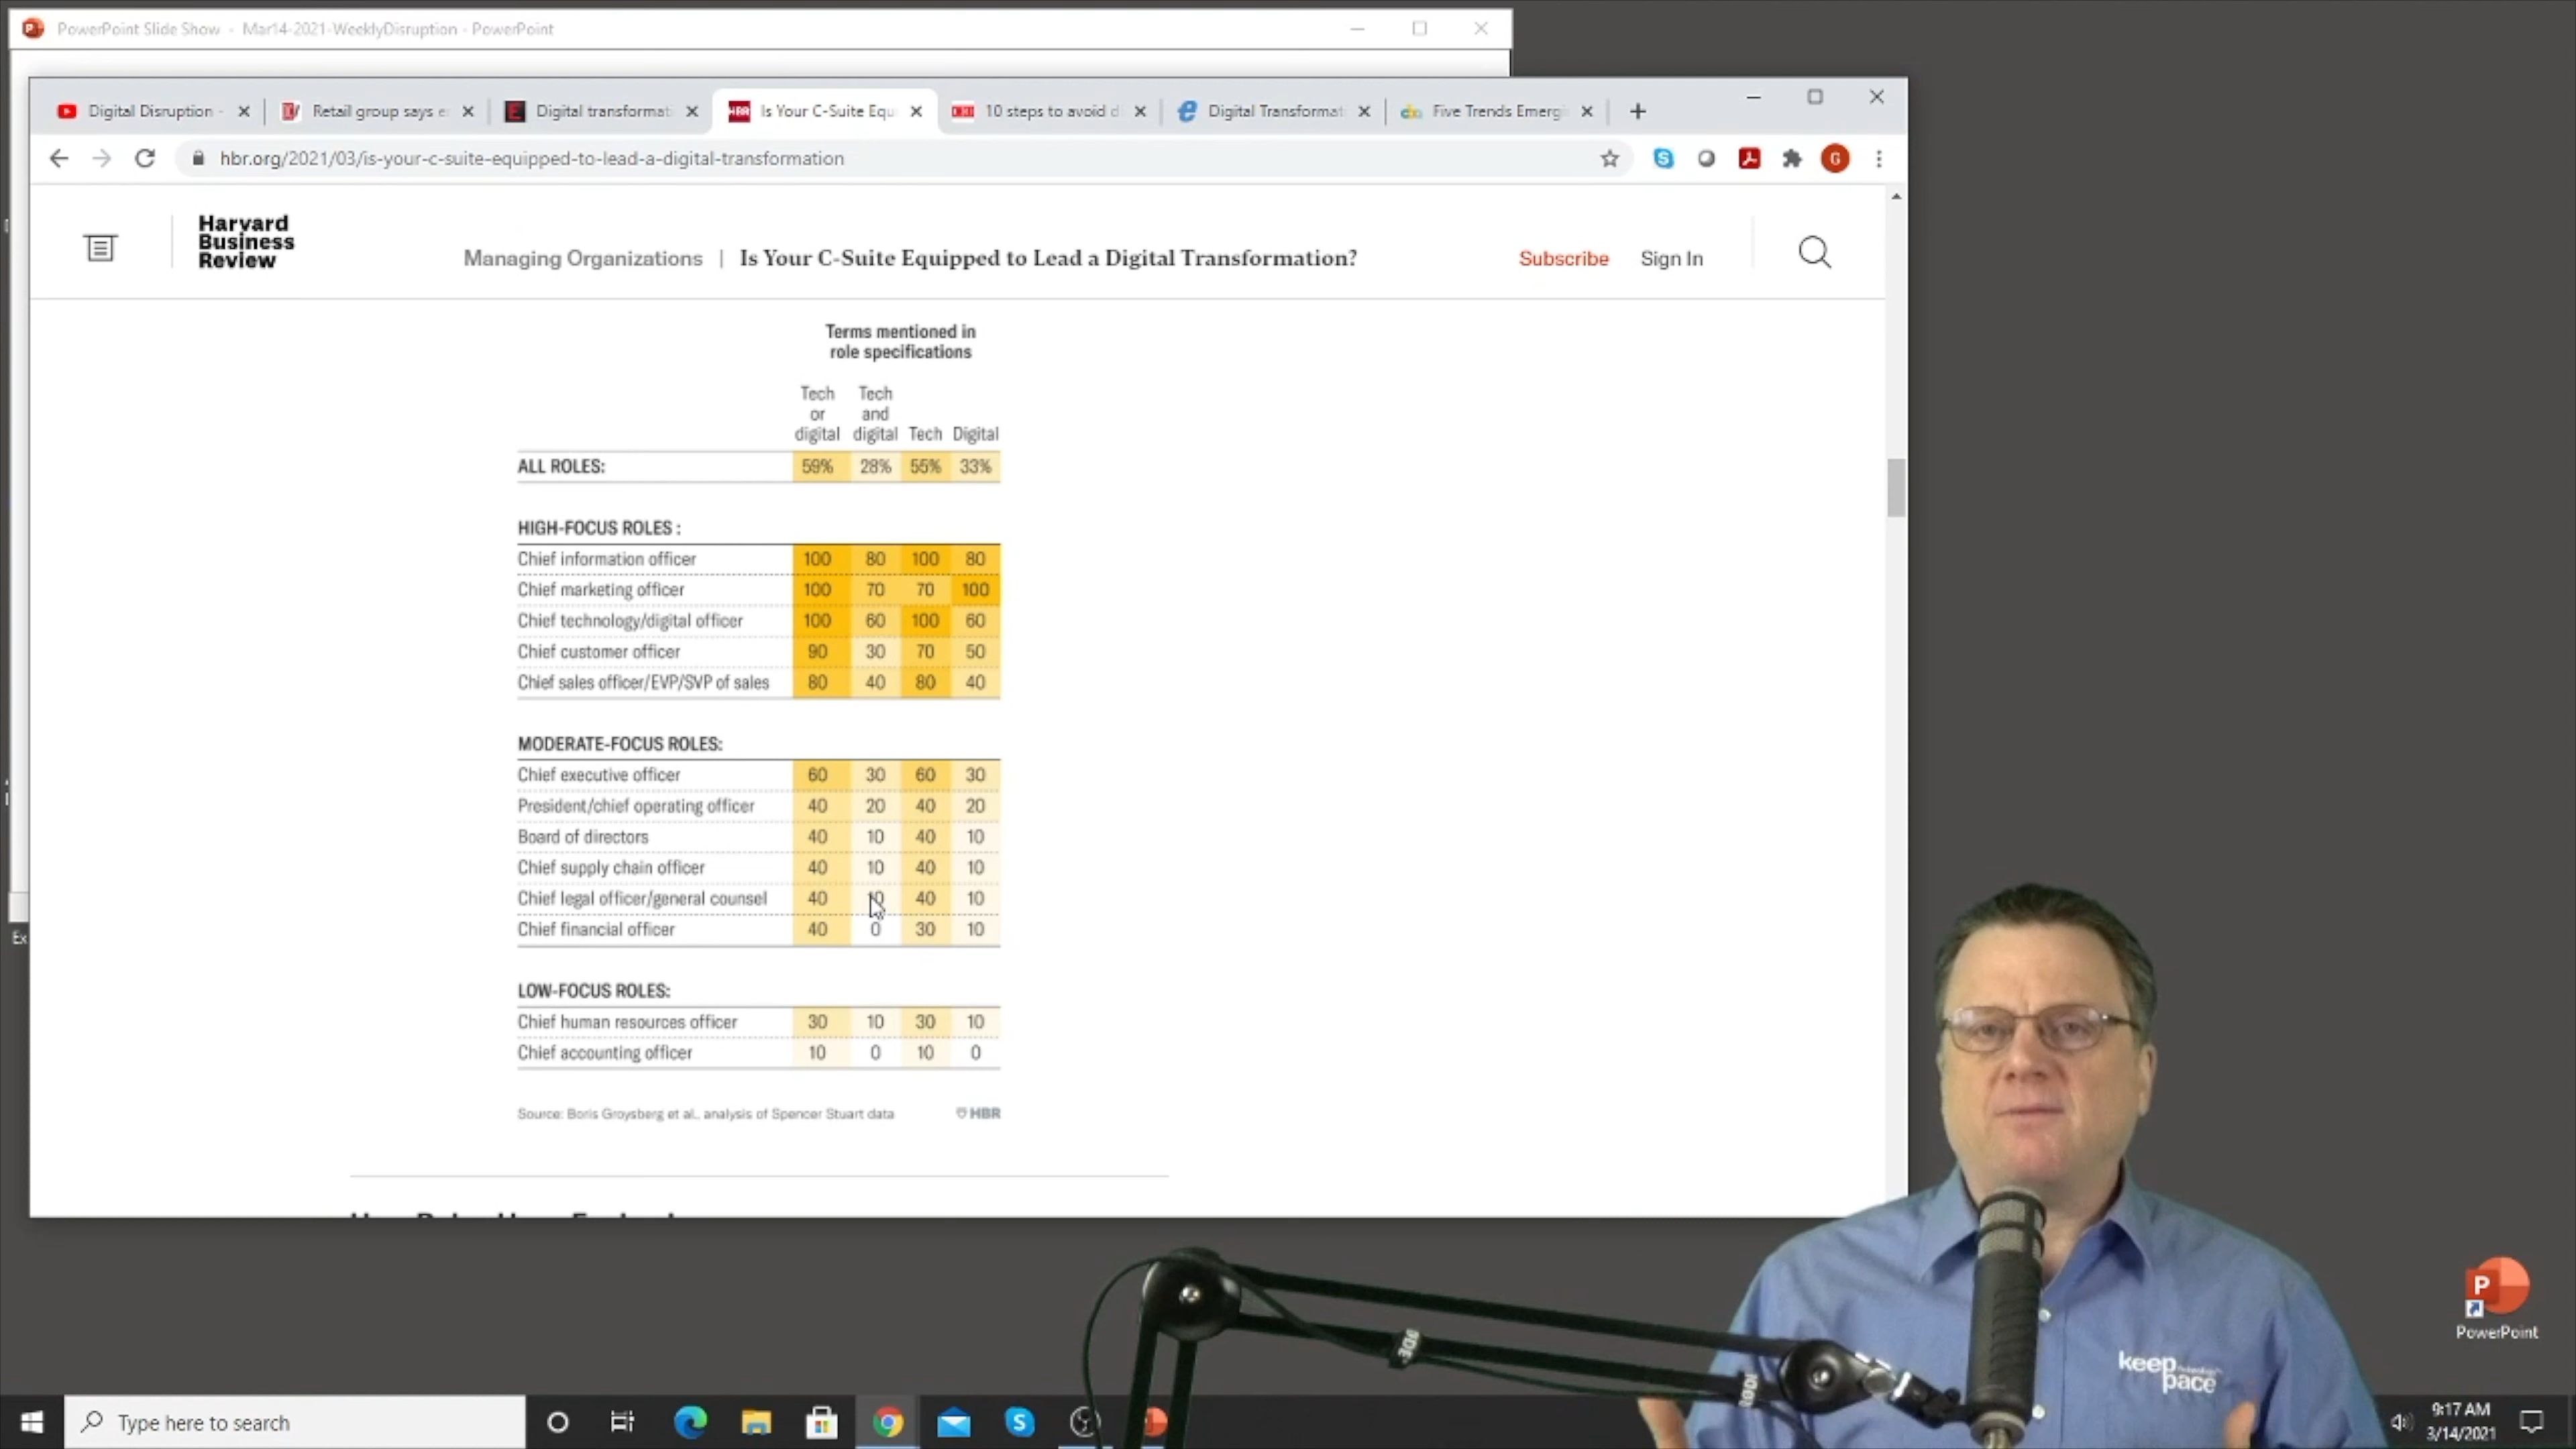 PowerPoint Slide Show - Mar14-2021-WeeklyDisruption - PowerPoint
Digital Disruption -
Retail group says e
Digital transformat
Is Your C-Suite Equ
10 steps to avoid d
Digital Transformat
Five Trends Emergi
hbr.org/2021/03/is-your-c-suite-equipped-to-lead-a-digital-transformation
G
Harvard
Business
Review
Managing Organizations | Is Your C-Suite Equipped to Lead a Digital Transformation?
Subscribe
Sign In
Terms mentioned in
role specifications
Tech or digital Tech and digital Tech Digital
ALL ROLES: 59% 28% 55% 33%
HIGH-FOCUS ROLES :
Chief information officer 100 80 100 80
Chief marketing officer 100 70 70 100
Chief technology/digital officer 100 60 100 60
Chief customer officer 90 30 70 50
Chief sales officer/EVP/SVP of sales 80 40 80 40
MODERATE-FOCUS ROLES:
Chief executive officer 60 30 60 30
President/chief operating officer 40 20 40 20
Board of directors 40 10 40 10
Chief supply chain officer 40 10 40 10
Chief legal officer/general counsel 40 10 40 10
Chief financial officer 40 0 30 10
LOW-FOCUS ROLES:
Chief human resources officer 30 10 30 10
Chief accounting officer 10 0 10 0
Source: Boris Groysberg et al., analysis of Spencer Stuart data
HBR
Ex
keep
pace
PowerPoint
Type here to search
9:17 AM
3/14/2021